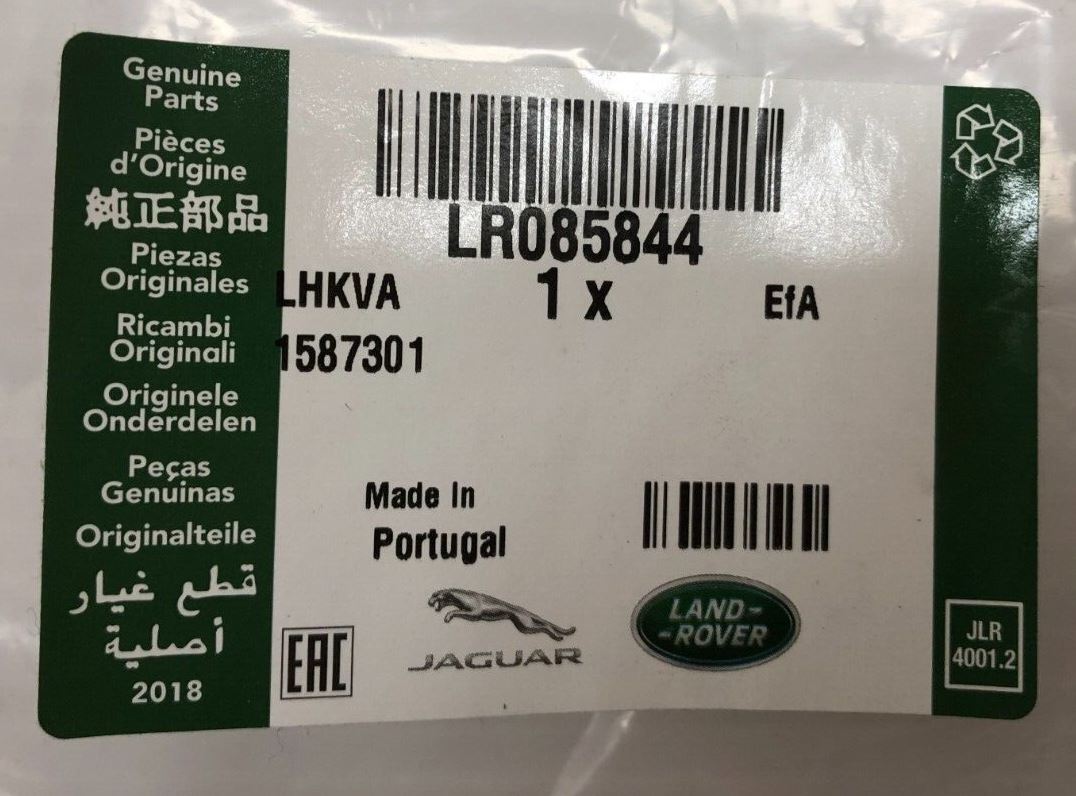 Genuine
Parts
Pièces
d'Origine
純正部品
Piezas
Originales
Ricambi
Originali
Originele
Onderdelen
Peças
Genuinas
Originalteile
قطع غيار
أصلية
2018
LR085844
LHKVA 1 x EfA
1587301
Made In
Portugal
EAC
JAGUAR
LAND-
-ROVER
JLR
4001.2